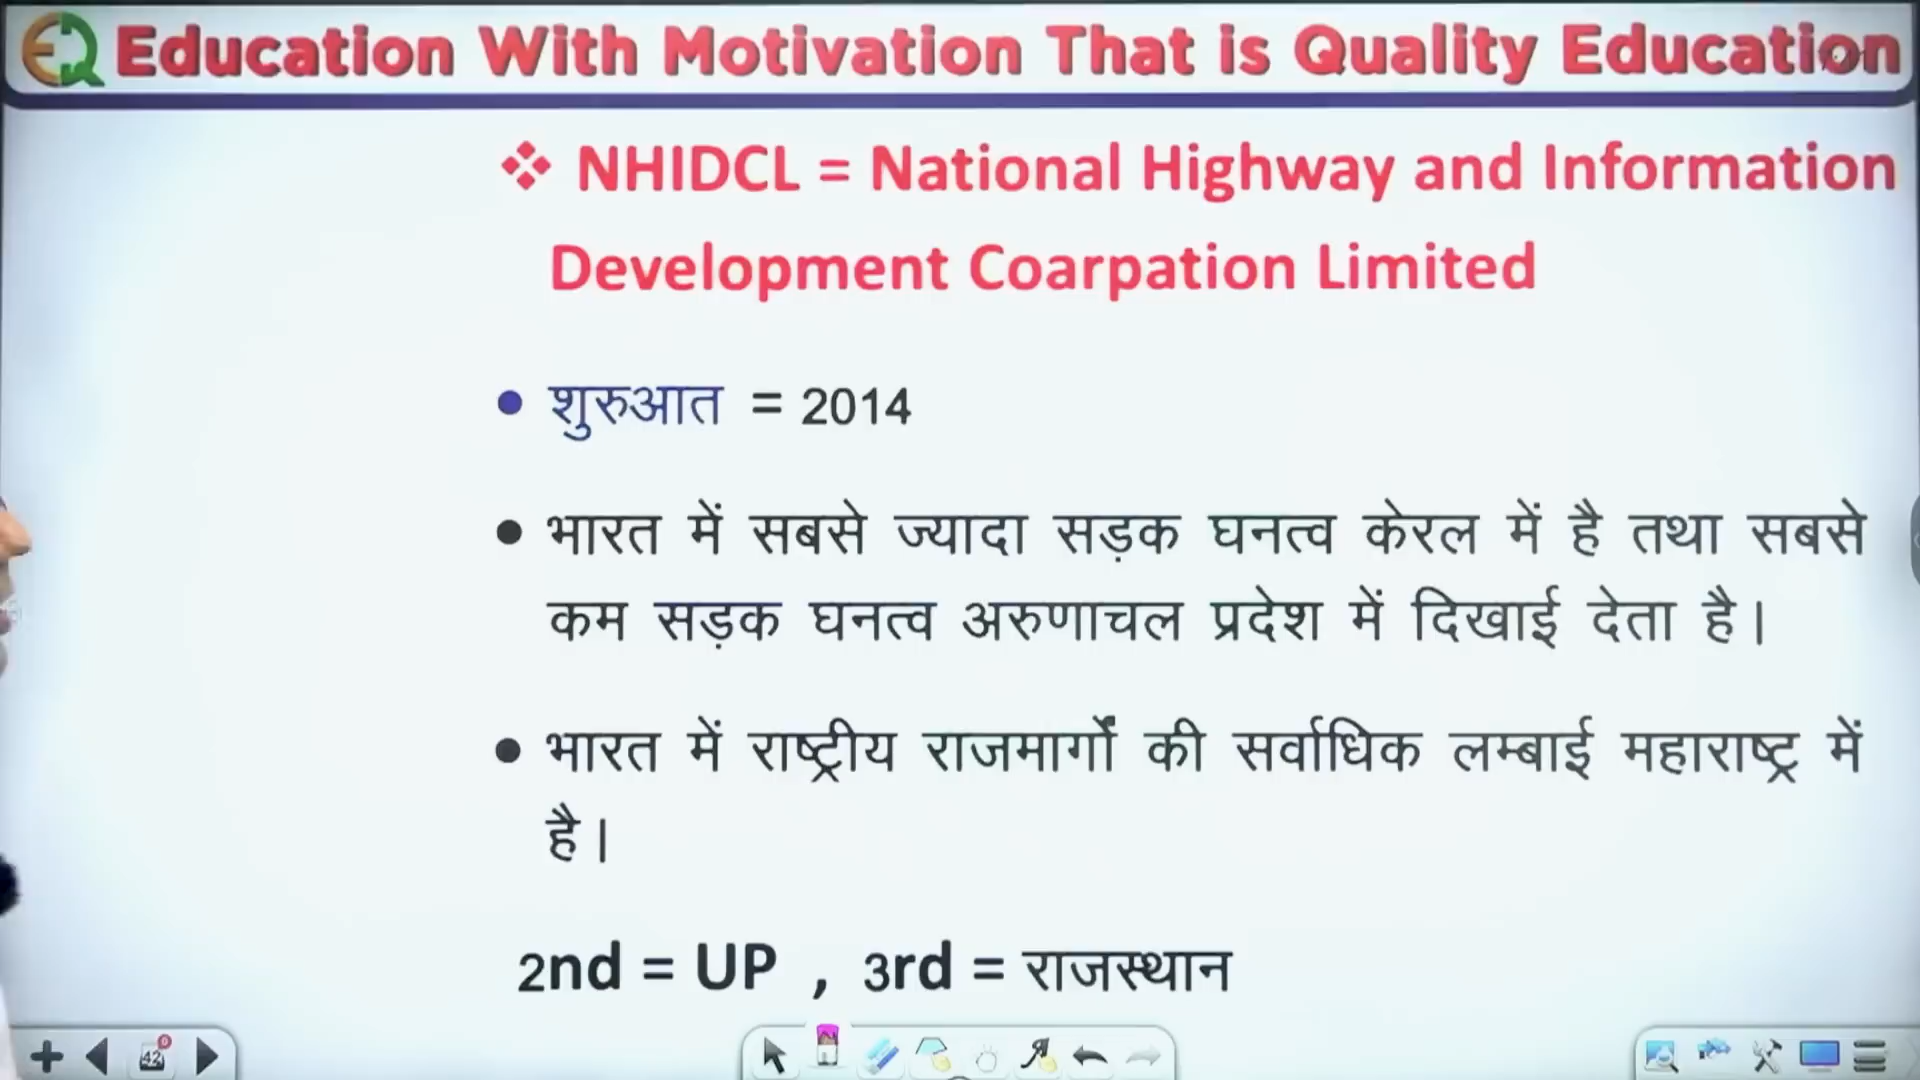 Education With Motivation That is Quality Education
❖ NHIDCL = National Highway and Information
Development Coarpation Limited
• शुरुआत = 2014
• भारत में सबसे ज्यादा सड़क घनत्व केरल में है तथा सबसे
कम सड़क घनत्व अरुणाचल प्रदेश में दिखाई देता है।
• भारत में राष्ट्रीय राजमार्गों की सर्वाधिक लम्बाई महाराष्ट्र में
है।
2nd = UP , 3rd = राजस्थान
42